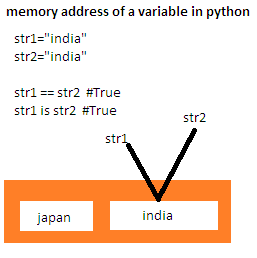 memory address of a variable in python
str1="india"
str2="india"
str1 == str2 #True
str1 is str2 #True
str2
str1
japan
india